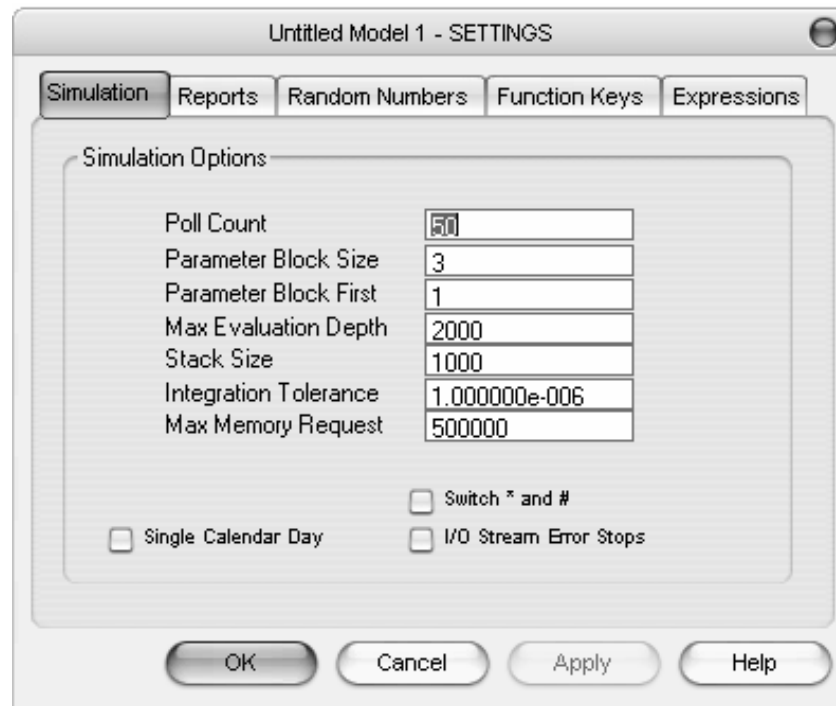 Untitled Model 1 - SETTINGS
Simulation Reports Random Numbers Function Keys Expressions
Simulation Options
Poll Count 50
Parameter Block Size 3
Parameter Block First 1
Max Evaluation Depth 2000
Stack Size 1000
Integration Tolerance 1.000000e-006
Max Memory Request 500000
Switch * and #
Single Calendar Day I/O Stream Error Stops
OK Cancel Apply Help